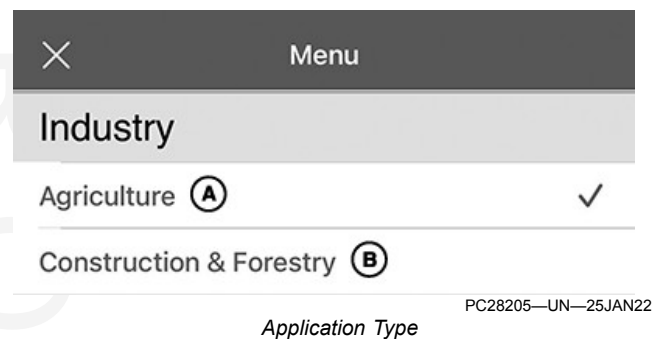 Menu
Industry
Agriculture A
Construction & Forestry B
PC28205—UN—25JAN22
Application Type